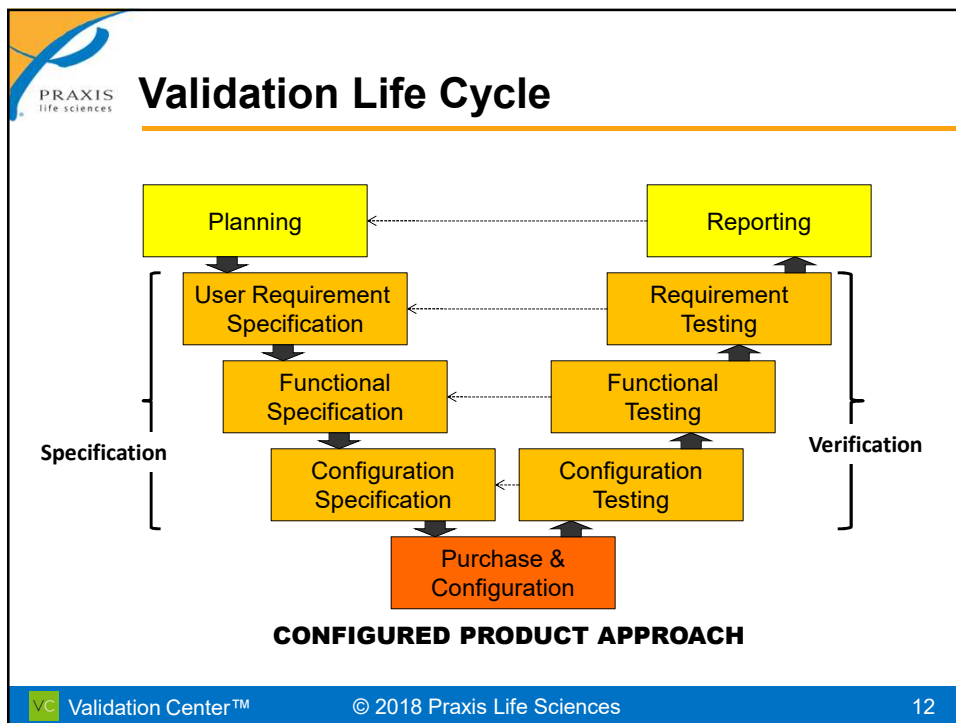 PRAXIS
life sciences
Validation Life Cycle
Planning
Reporting
User Requirement
Specification
Requirement
Testing
Functional
Specification
Functional
Testing
Specification
Verification
Configuration
Specification
Configuration
Testing
Purchase &
Configuration
CONFIGURED PRODUCT APPROACH
VC Validation Center™ © 2018 Praxis Life Sciences 12